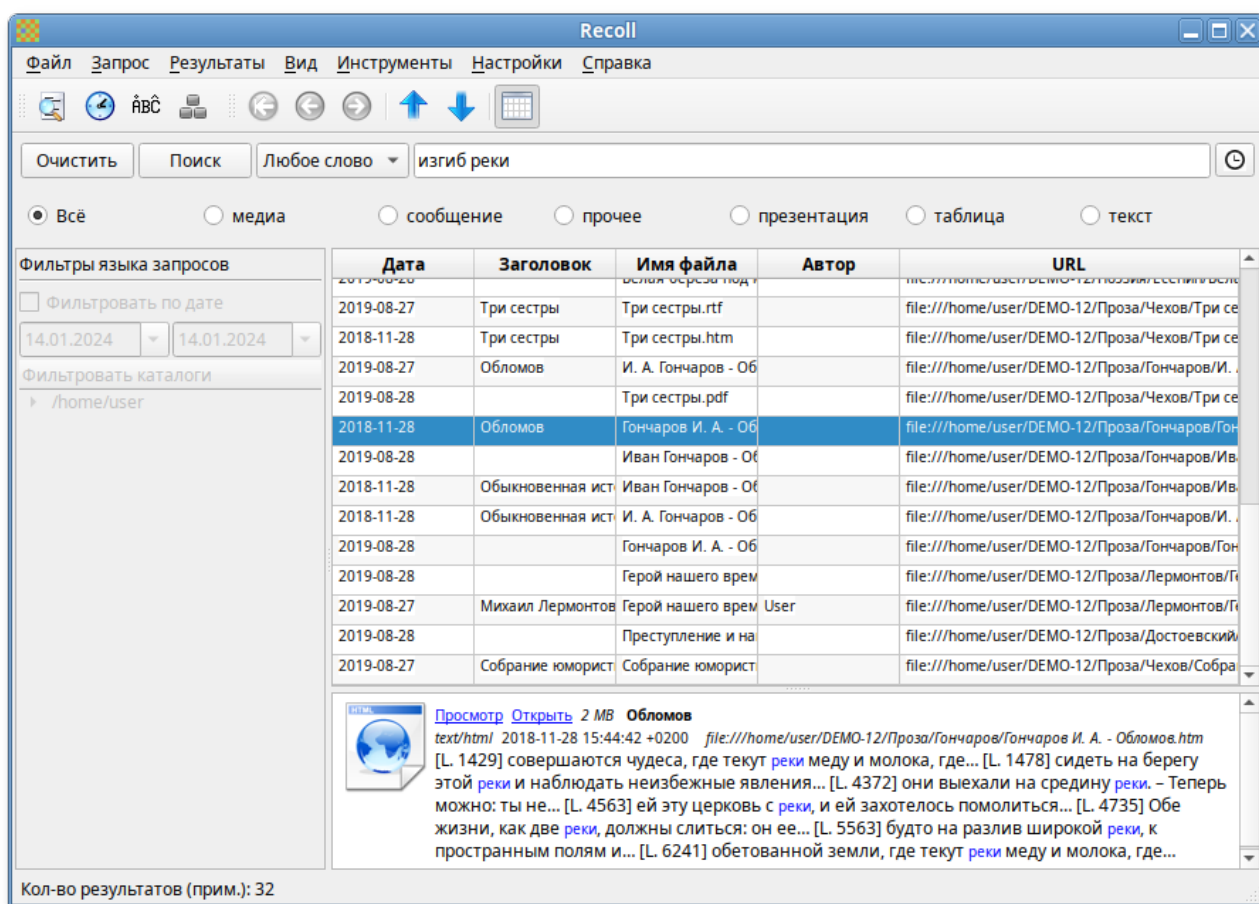 Recoll
Файл Запрос Результаты Вид Инструменты Настройки Справка
ÂBĈ
Очистить Поиск Любое слово изгиб реки
Всё медиа сообщение прочее презентация таблица текст
Фильтры языка запросов
Фильтровать по дате
14.01.2024 14.01.2024
Фильтровать каталоги
/home/user
Дата Заголовок Имя файла Автор URL
2019-08-27 Три сестры Три сестры.rtf file:///home/user/DEMO-12/Проза/Чехов/Три се
2018-11-28 Три сестры Три сестры.htm file:///home/user/DEMO-12/Проза/Чехов/Три се
2019-08-27 Обломов И. А. Гончаров - Об file:///home/user/DEMO-12/Проза/Гончаров/И. 
2019-08-28 Три сестры.pdf file:///home/user/DEMO-12/Проза/Чехов/Три се
2018-11-28 Обломов Гончаров И. А. - Об file:///home/user/DEMO-12/Проза/Гончаров/Гон
2019-08-28 Иван Гончаров - Об file:///home/user/DEMO-12/Проза/Гончаров/Ив
2018-11-28 Обыкновенная ист Иван Гончаров - Об file:///home/user/DEMO-12/Проза/Гончаров/Ив
2018-11-28 Обыкновенная ист И. А. Гончаров - Об file:///home/user/DEMO-12/Проза/Гончаров/И. 
2019-08-28 Гончаров И. А. - Об file:///home/user/DEMO-12/Проза/Гончаров/Гон
2019-08-28 Герой нашего врем file:///home/user/DEMO-12/Проза/Лермонтов/Г
2019-08-27 Михаил Лермонтов Герой нашего врем User file:///home/user/DEMO-12/Проза/Лермонтов/Г
2019-08-28 Преступление и на file:///home/user/DEMO-12/Проза/Достоевский/
2019-08-27 Собрание юморист Собрание юморист file:///home/user/DEMO-12/Проза/Чехов/Собра
HTML
Просмотр Открыть 2 MB Обломов
text/html 2018-11-28 15:44:42 +0200 file:///home/user/DEMO-12/Проза/Гончаров/Гончаров И. А. - Обломов.htm
[L. 1429] совершаются чудеса, где текут реки меду и молока, где... [L. 1478] сидеть на берегу
этой реки и наблюдать неизбежные явления... [L. 4372] они выехали на средину реки. – Теперь
можно: ты не... [L. 4563] ей эту церковь с реки, и ей захотелось помолиться... [L. 4735] Обе
жизни, как две реки, должны слиться: он ее... [L. 5563] будто на разлив широкой реки, к
пространным полям и... [L. 6241] обетованной земли, где текут реки меду и молока, где...
Кол-во результатов (прим.): 32